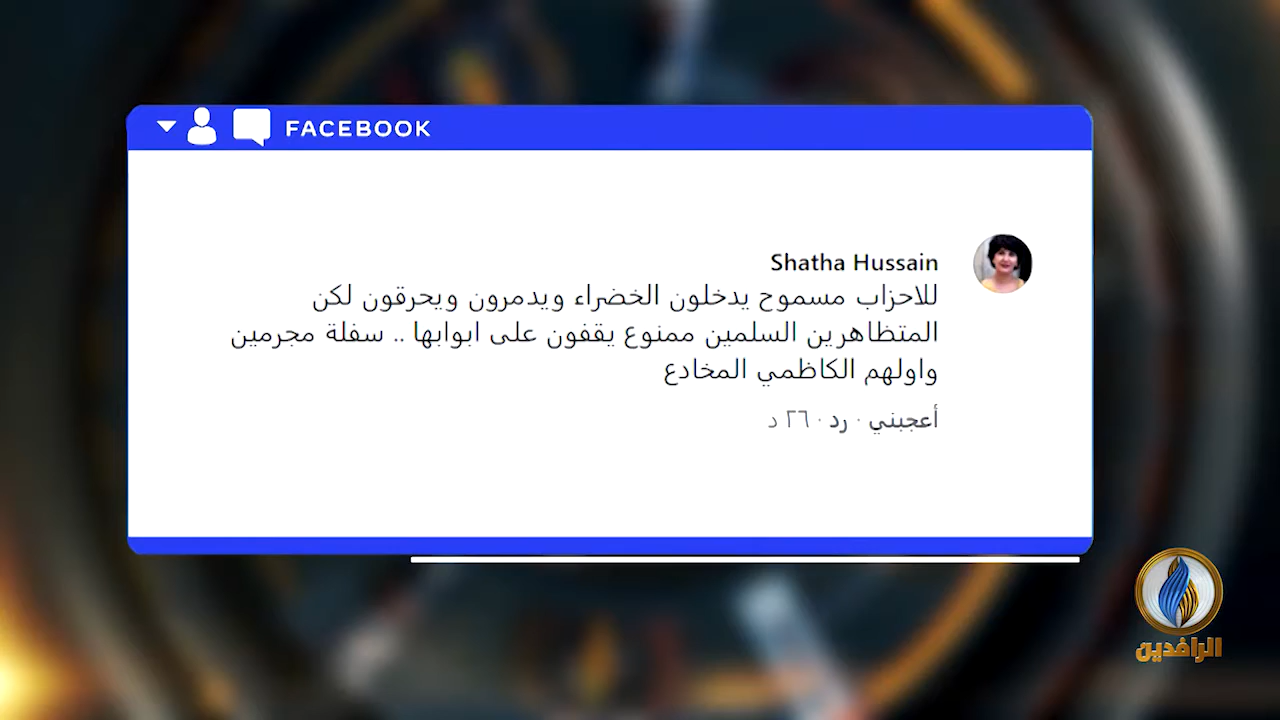 FACEBOOK
Shatha Hussain
للاحزاب مسموح يدخلون الخضراء ويدمرون ويحرقون لكن
المتظاهرين السلمين ممنوع يقفون على ابوابها .. سفلة مجرمين
واولهم الكاظمي المخادع
أعجبني · رد · ٢٦ د
الرافدين